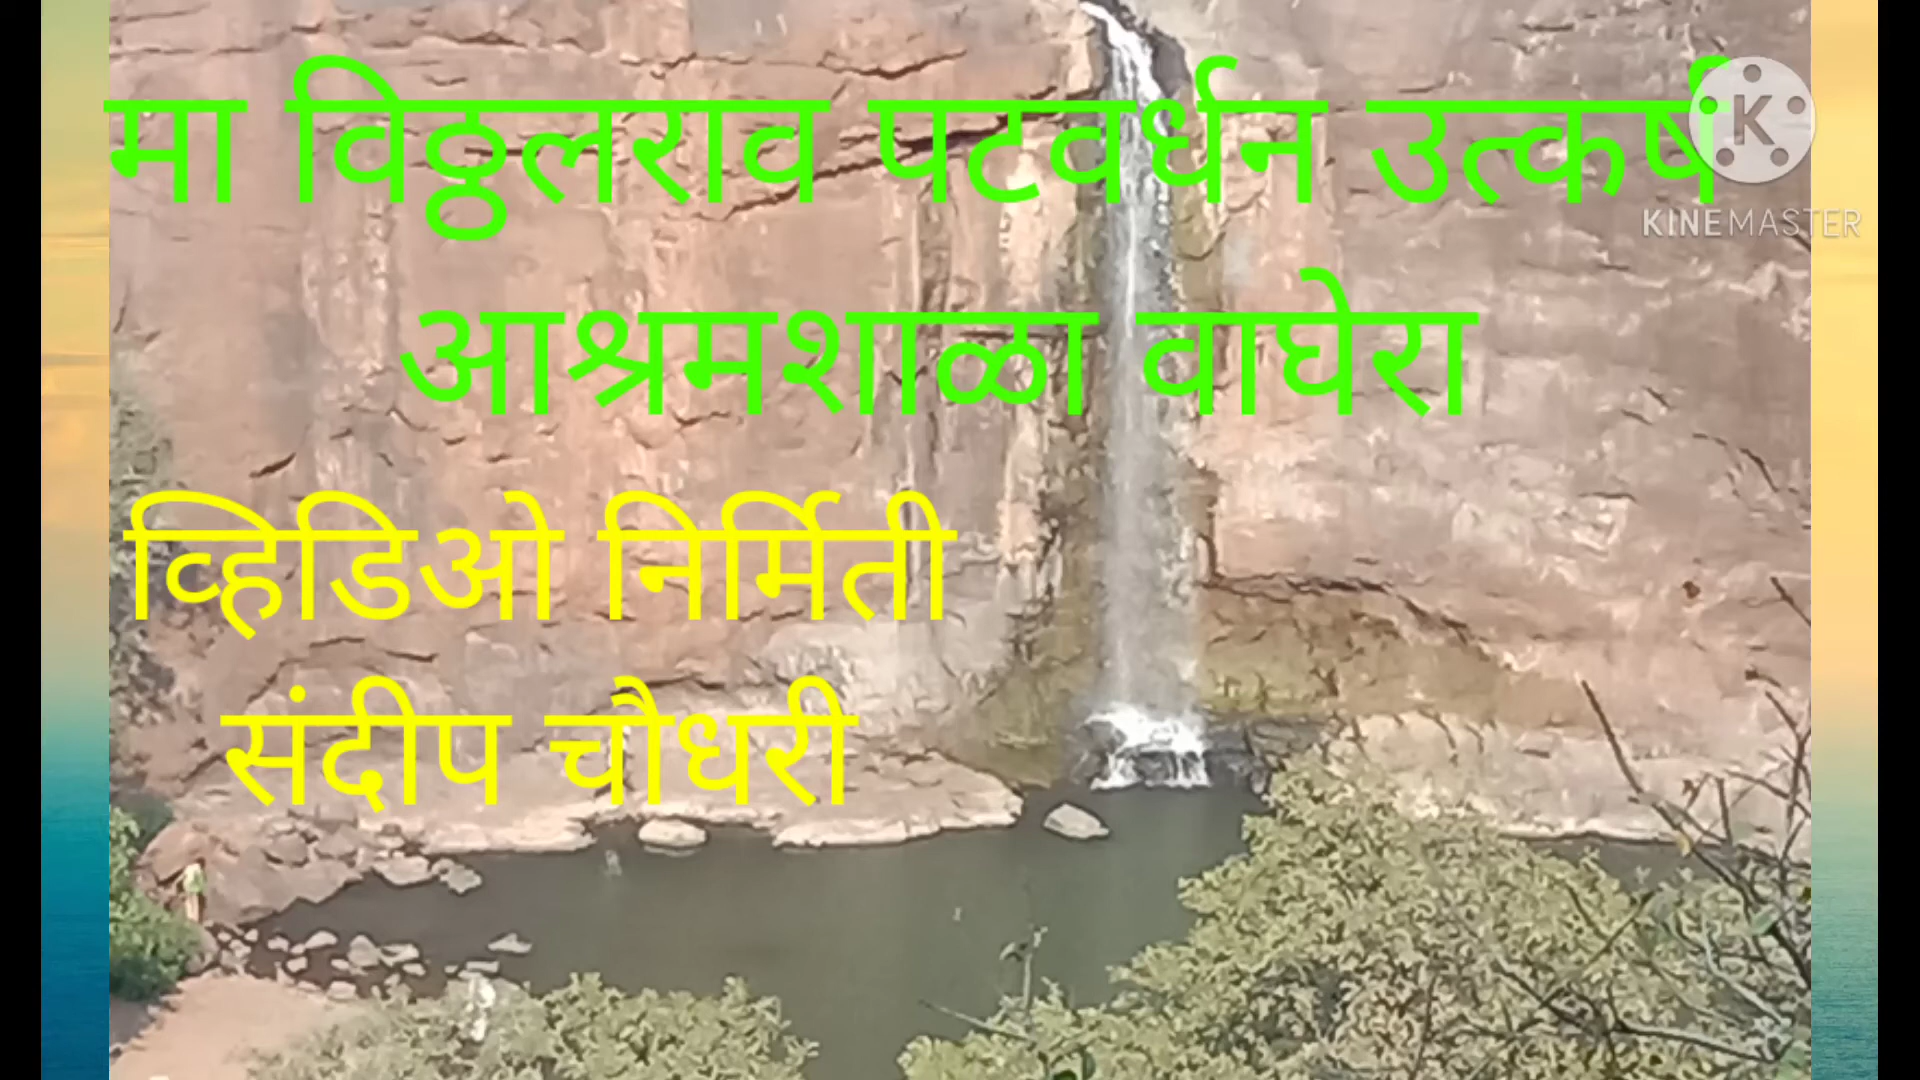 मा विठ्ठलराव पटवर्धन उत्कर्ष
आश्रमशाळा वाघेरा
व्हिडिओ निर्मिती
संदीप चौधरी
K
KINEMASTER